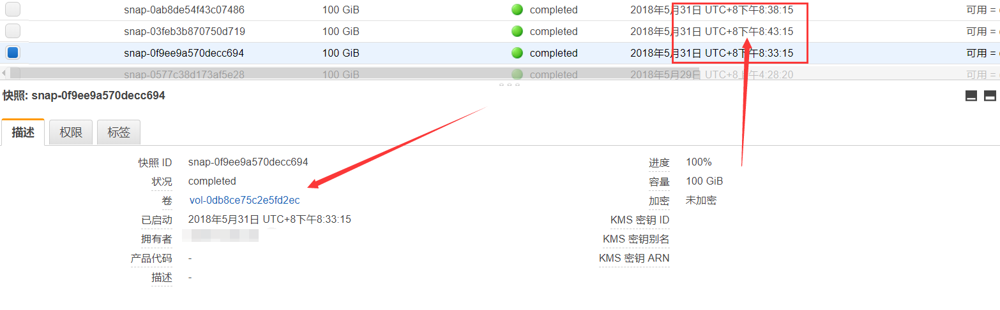 snap-0ab8de54f43c07486 100 GiB completed 2018年5月31日 UTC+8下午8:38:15 可用 =
snap-03feb3b870750d719 100 GiB completed 2018年5月31日 UTC+8下午8:43:15 可用 =
snap-0f9ee9a570decc694 100 GiB completed 2018年5月31日 UTC+8下午8:33:15 可用 =
snap-0577c38d173af5e28 100 GiB completed 2018年5月29日 UTC+8上午4:28:20 可用 =
快照: snap-0f9ee9a570decc694
描述 权限 标签
快照 ID snap-0f9ee9a570decc694 进度 100%
状况 completed 容量 100 GiB
卷 vol-0db8ce75c2e5fd2ec 加密 未加密
已启动 2018年5月31日 UTC+8下午8:33:15 KMS 密钥 ID
拥有者 KMS 密钥别名
产品代码 - KMS 密钥 ARN
描述 -